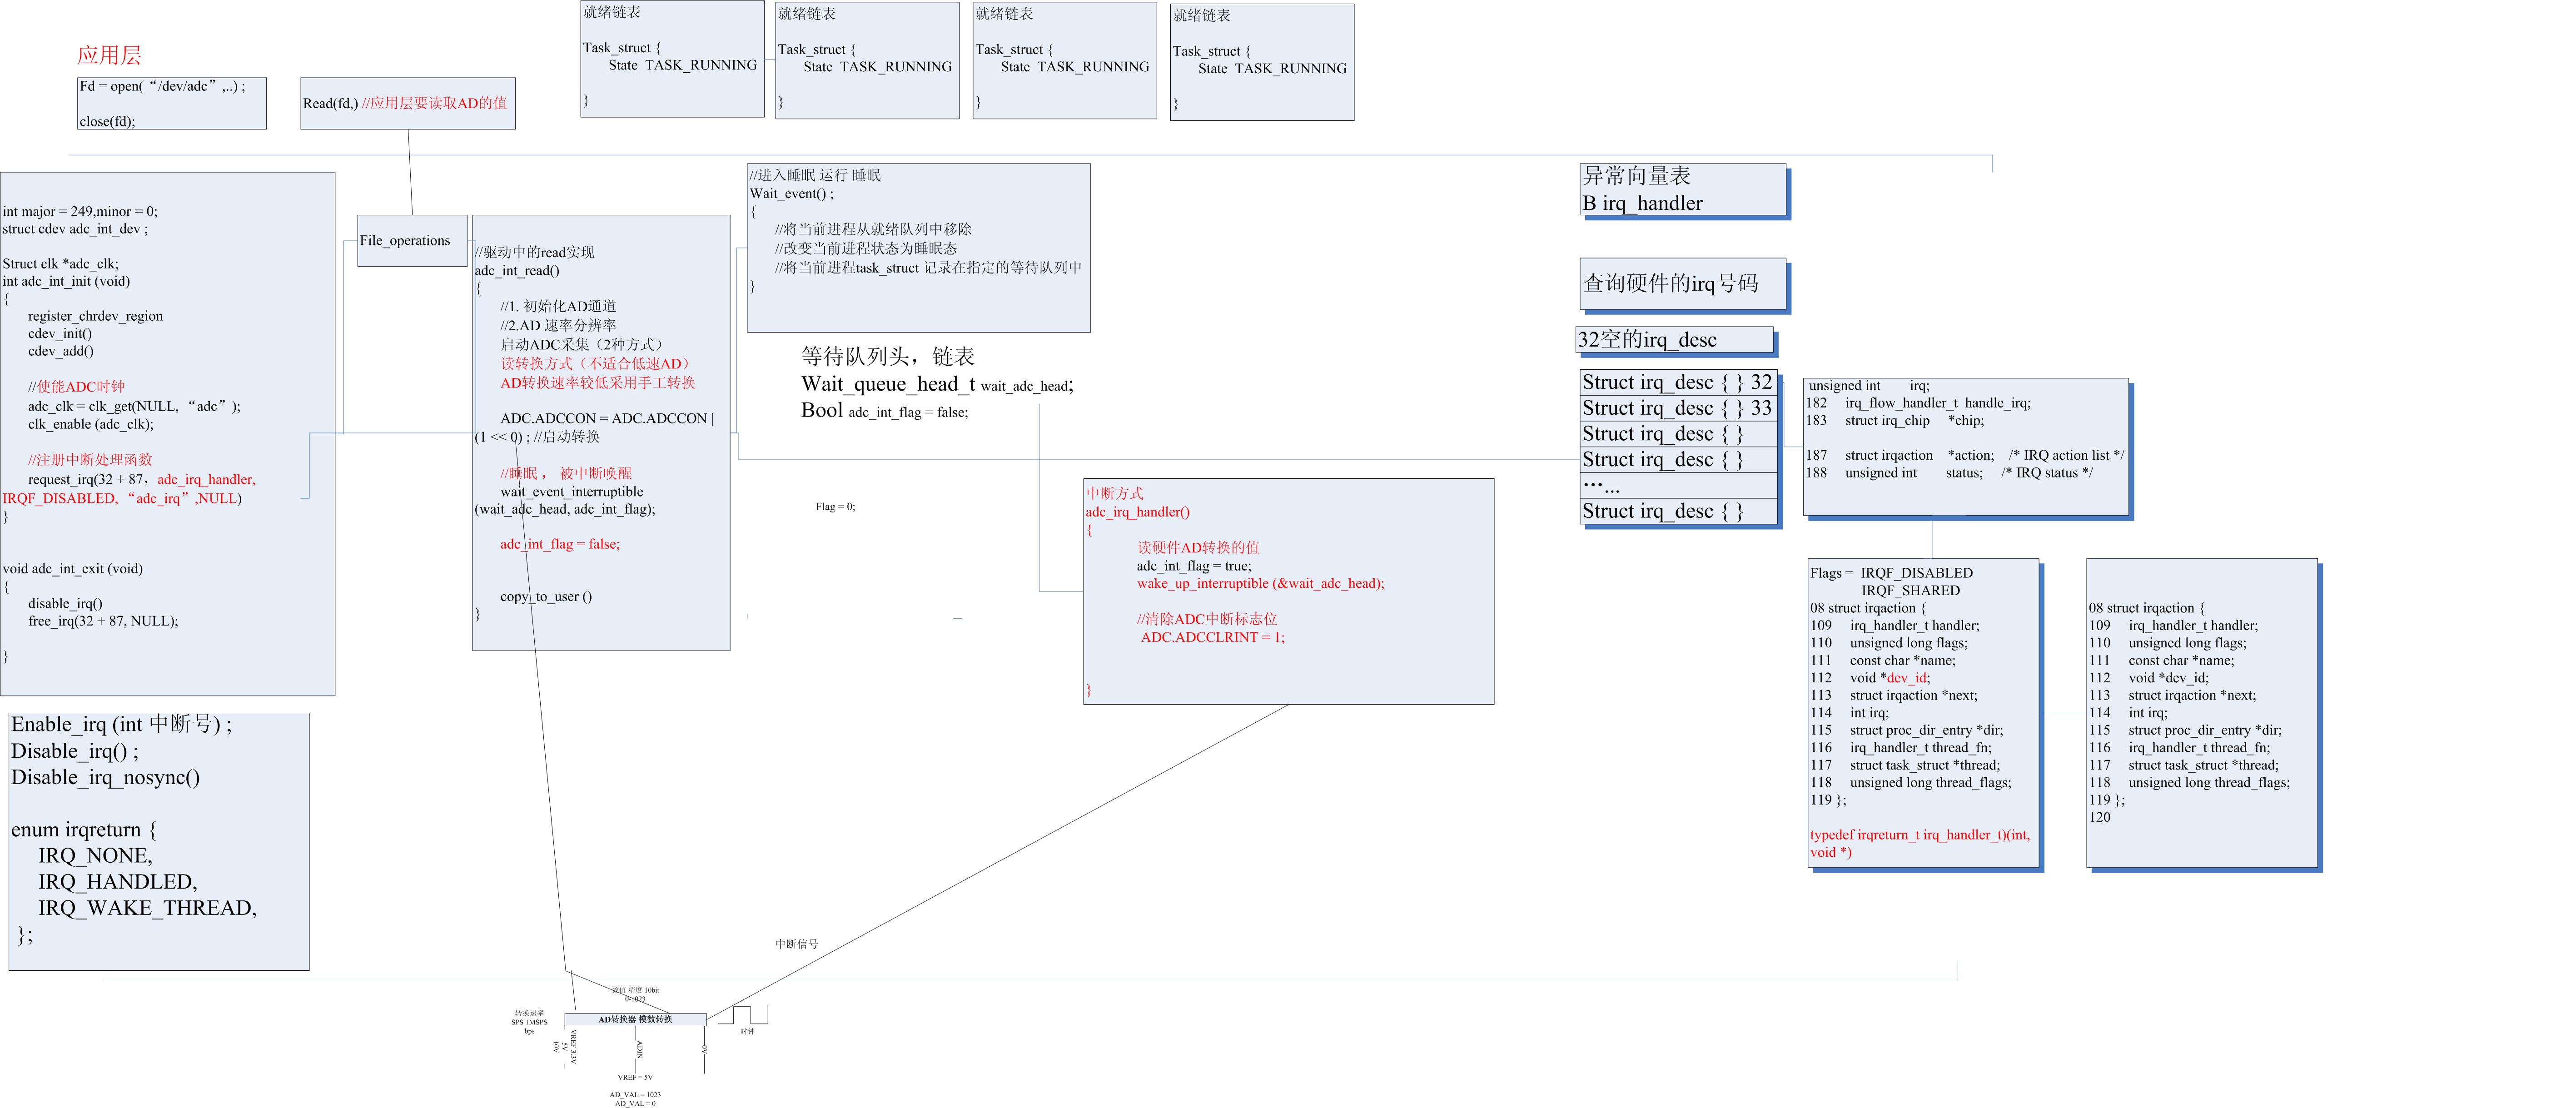 应用层
Fd = open( “/dev/adc” ,..) ;
close(fd);
Read(fd,) //应用层要读取AD的值
就绪链表
Task_struct {
State  TASK_RUNNING
}
就绪链表
Task_struct {
State  TASK_RUNNING
}
就绪链表
Task_struct {
State  TASK_RUNNING
}
就绪链表
Task_struct {
State  TASK_RUNNING
}
int major = 249,minor = 0;
struct cdev adc_int_dev ;
Struct clk *adc_clk;
int adc_int_init (void)
{
register_chrdev_region
cdev_init()
cdev_add()
//使能ADC时钟
adc_clk = clk_get(NULL, “adc” );
clk_enable (adc_clk);
//注册中断处理函数
request_irq(32 + 87，adc_irq_handler,
IRQF_DISABLED, “adc_irq” ,NULL)
}
void adc_int_exit (void)
{
disable_irq()
free_irq(32 + 87, NULL);
}
File_operations
//驱动中的read实现
adc_int_read()
{
//1. 初始化AD通道
//2.AD 速率分辨率
启动ADC采集（2种方式）
读转换方式（不适合低速AD）
AD转换速率较低采用手工转换
ADC.ADCCON = ADC.ADCCON |
(1 << 0) ; //启动转换
//睡眠 ， 被中断唤醒
wait_event_interruptible
(wait_adc_head, adc_int_flag);
adc_int_flag = false;
copy_to_user ()
}
//进入睡眠 运行 睡眠
Wait_event() ;
{
//将当前进程从就绪队列中移除
//改变当前进程状态为睡眠态
//将当前进程task_struct 记录在指定的等待队列中
}
等待队列头，链表
Wait_queue_head_t wait_adc_head;
Bool adc_int_flag = false;
Flag = 0;
中断方式
adc_irq_handler()
{
读硬件AD转换的值
adc_int_flag = true;
wake_up_interruptible (&wait_adc_head);
//清除ADC中断标志位
ADC.ADCCLRINT = 1;
}
异常向量表
B irq_handler
查询硬件的irq号码
32空的irq_desc
Struct irq_desc { } 32
Struct irq_desc { } 33
Struct irq_desc { }
Struct irq_desc { }
…...
Struct irq_desc { }
unsigned int        irq;
182     irq_flow_handler_t  handle_irq;
183     struct irq_chip     *chip;
187     struct irqaction    *action;    /* IRQ action list */
188     unsigned int        status;     /* IRQ status */
Flags =  IRQF_DISABLED
IRQF_SHARED
08 struct irqaction {
109     irq_handler_t handler;
110     unsigned long flags;
111     const char *name;
112     void *dev_id;
113     struct irqaction *next;
114     int irq;
115     struct proc_dir_entry *dir;
116     irq_handler_t thread_fn;
117     struct task_struct *thread;
118     unsigned long thread_flags;
119 };
typedef irqreturn_t irq_handler_t)(int,
void *)
08 struct irqaction {
109     irq_handler_t handler;
110     unsigned long flags;
111     const char *name;
112     void *dev_id;
113     struct irqaction *next;
114     int irq;
115     struct proc_dir_entry *dir;
116     irq_handler_t thread_fn;
117     struct task_struct *thread;
118     unsigned long thread_flags;
119 };
120
Enable_irq (int 中断号) ;
Disable_irq() ;
Disable_irq_nosync()
enum irqreturn {
IRQ_NONE,
IRQ_HANDLED,
IRQ_WAKE_THREAD,
};
中断信号
数值 精度 10bit
0-1023
转换速率
SPS 1MSPS
bps
AD转换器 模数转换
时钟
VREF 3.3V
5V
10V
ADIN
0V
VREF = 5V
AD_VAL = 1023
AD_VAL = 0